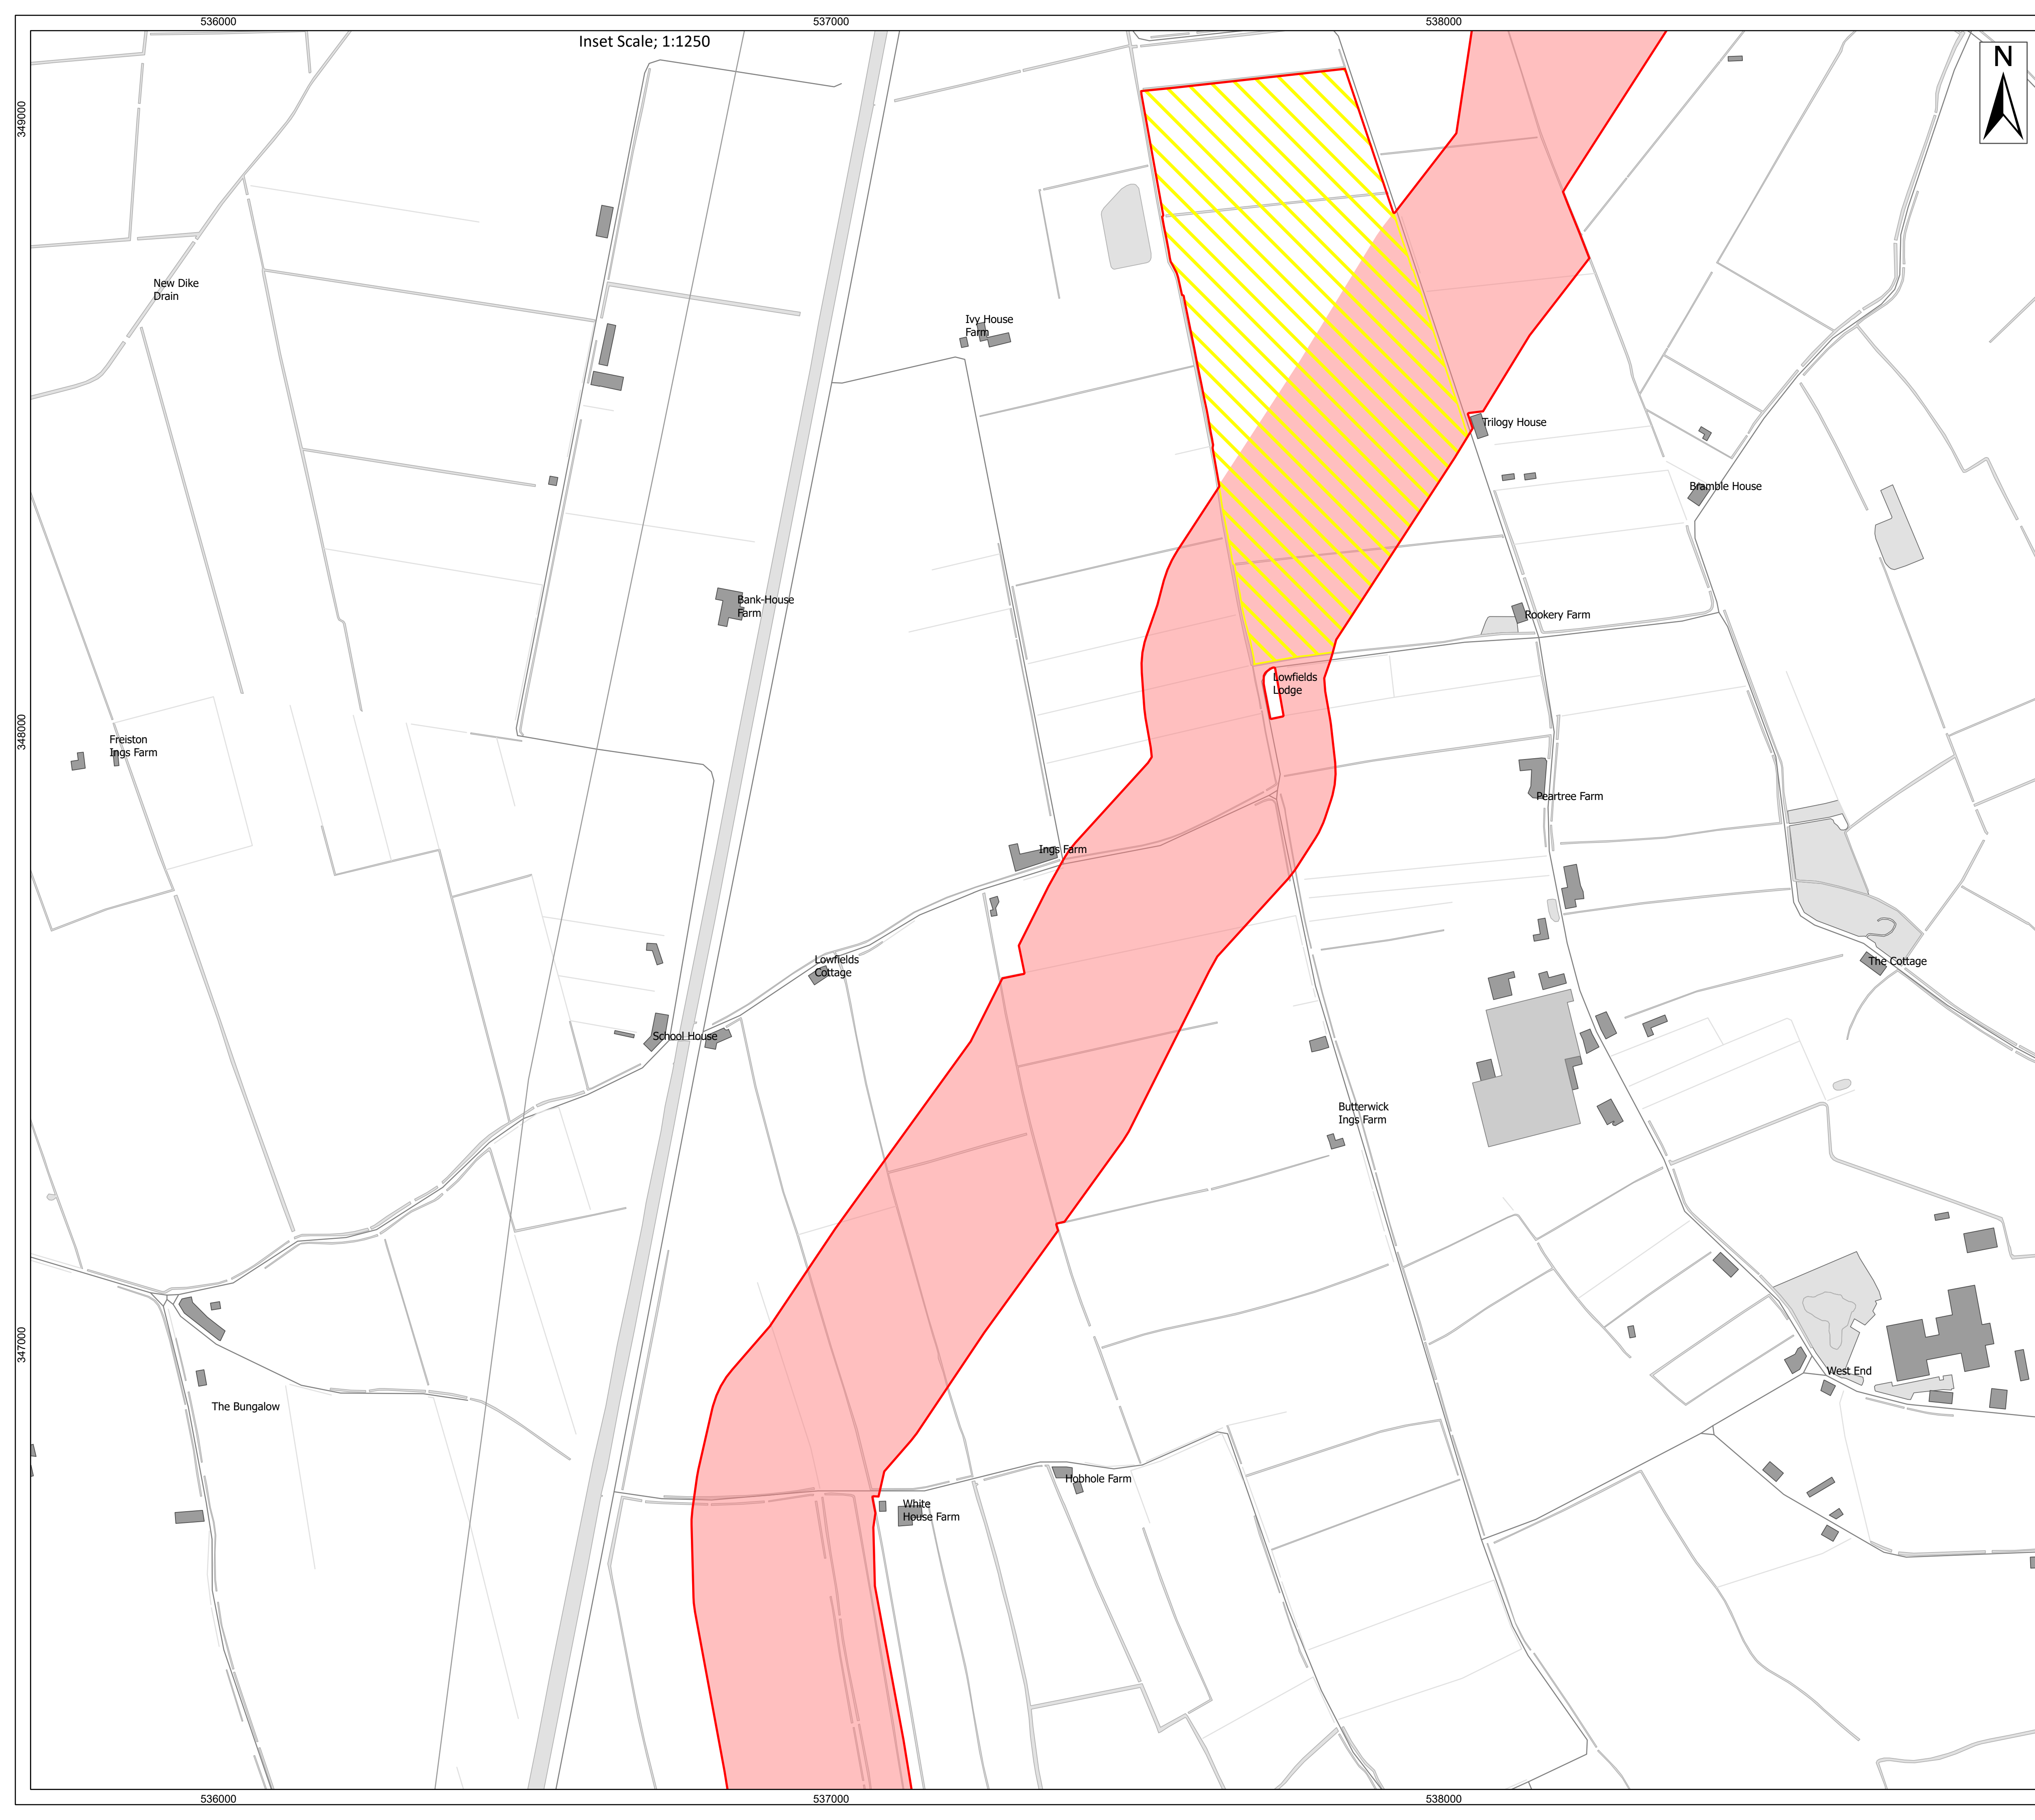 536000
537000
538000
Inset Scale; 1:1250
N
349000
New Dike
Drain
Ivy House
Farm
Trilogy House
Bramble House
Bank-House
Farm
Rookery Farm
Lowfields
Lodge
348000
Freiston
Ings Farm
Peartree Farm
Ings Farm
Lowfields
Cottage
The Cottage
School House
Butterwick
Ings Farm
347000
West End
The Bungalow
Hobhole Farm
White
House Farm
536000
537000
538000